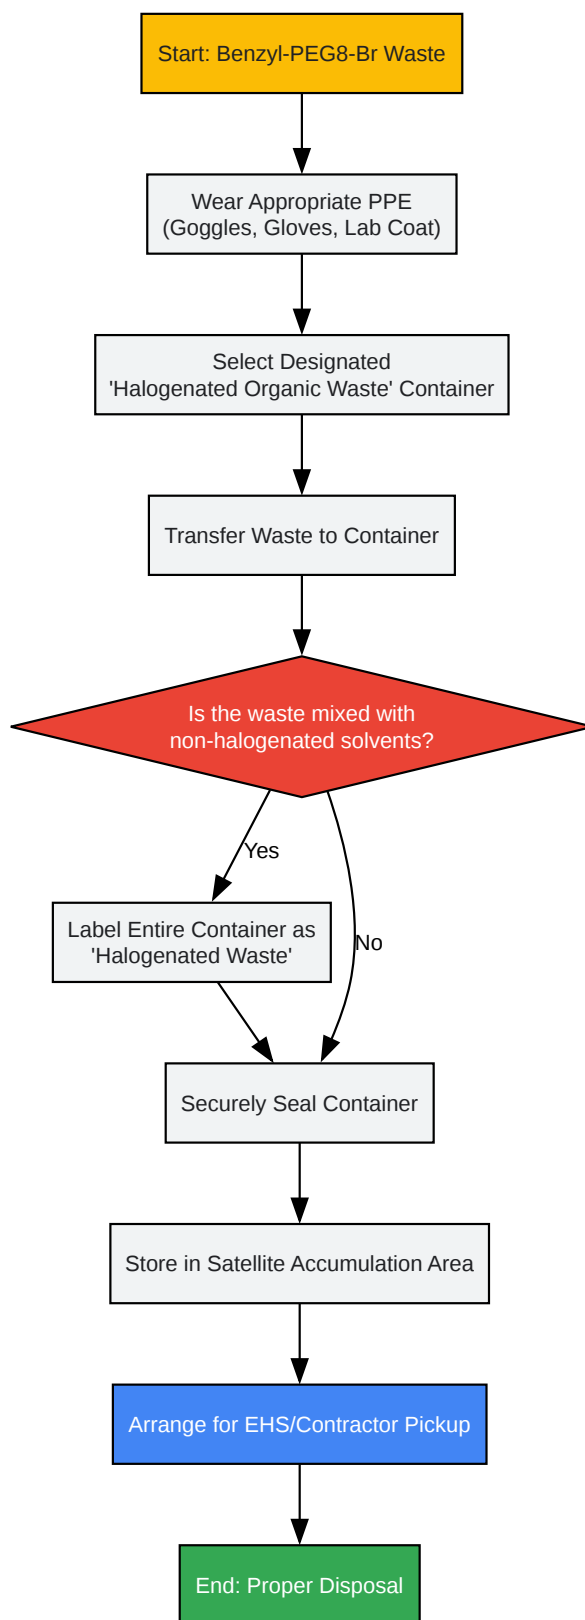 Start: Benzyl-PEG8-Br Waste
Wear Appropriate PPE
(Goggles, Gloves, Lab Coat)
Select Designated
'Halogenated Organic Waste' Container
Transfer Waste to Container
Is the waste mixed with
non-halogenated solvents?
Yes
Label Entire Container as
'Halogenated Waste'
No
Securely Seal Container
Store in Satellite Accumulation Area
Arrange for EHS/Contractor Pickup
End: Proper Disposal